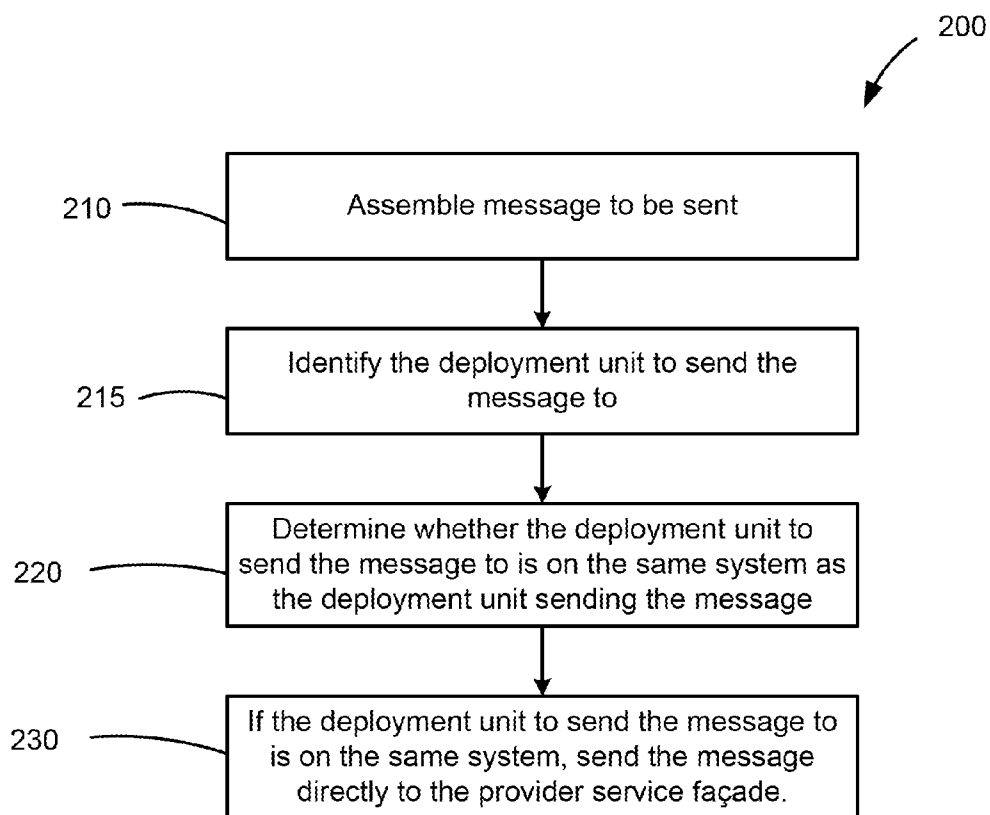 200
210
Assemble message to be sent
215
Identify the deployment unit to send the
message to
220
Determine whether the deployment unit to
send the message to is on the same system as
the deployment unit sending the message
230
If the deployment unit to send the message to
is on the same system, send the message
directly to the provider service façade.